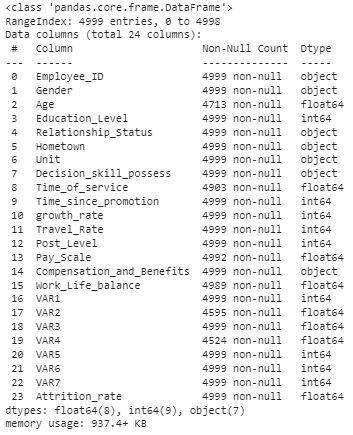 <class 'pandas.core.frame.DataFrame'>
RangeIndex: 4999 entries, 0 to 4998
Data columns (total 24 columns):
 #   Column                     Non-Null Count  Dtype
---  ------                     --------------  -----
 0   Employee_ID                4999 non-null   object
 1   Gender                     4999 non-null   object
 2   Age                        4713 non-null   float64
 3   Education_Level            4999 non-null   int64
 4   Relationship_Status        4999 non-null   object
 5   Hometown                   4999 non-null   object
 6   Unit                       4999 non-null   object
 7   Decision_skill_possess     4999 non-null   object
 8   Time_of_service            4903 non-null   float64
 9   Time_since_promotion       4999 non-null   int64
 10  growth_rate                4999 non-null   int64
 11  Travel_Rate                4999 non-null   int64
 12  Post_Level                 4999 non-null   int64
 13  Pay_Scale                  4992 non-null   float64
 14  Compensation_and_Benefits  4999 non-null   object
 15  Work_Life_balance          4989 non-null   float64
 16  VAR1                       4999 non-null   int64
 17  VAR2                       4595 non-null   float64
 18  VAR3                       4999 non-null   float64
 19  VAR4                       4524 non-null   float64
 20  VAR5                       4999 non-null   int64
 21  VAR6                       4999 non-null   int64
 22  VAR7                       4999 non-null   int64
 23  Attrition_rate             4999 non-null   float64
dtypes: float64(8), int64(9), object(7)
memory usage: 937.4+ KB